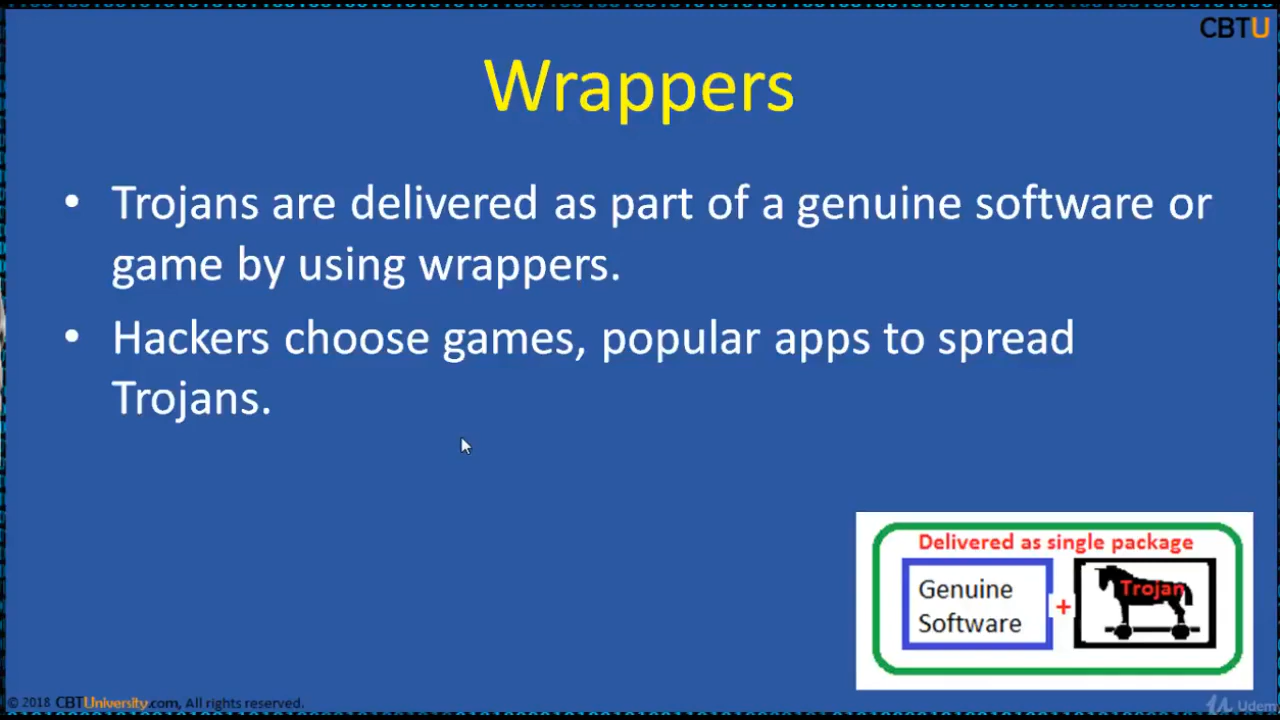 CBTU
Wrappers
• Trojans are delivered as part of a genuine software or
game by using wrappers.
• Hackers choose games, popular apps to spread
Trojans.
Delivered as single package
Genuine
Software
+
Trojan
© 2018 CBTUniversity.com, All rights reserved.